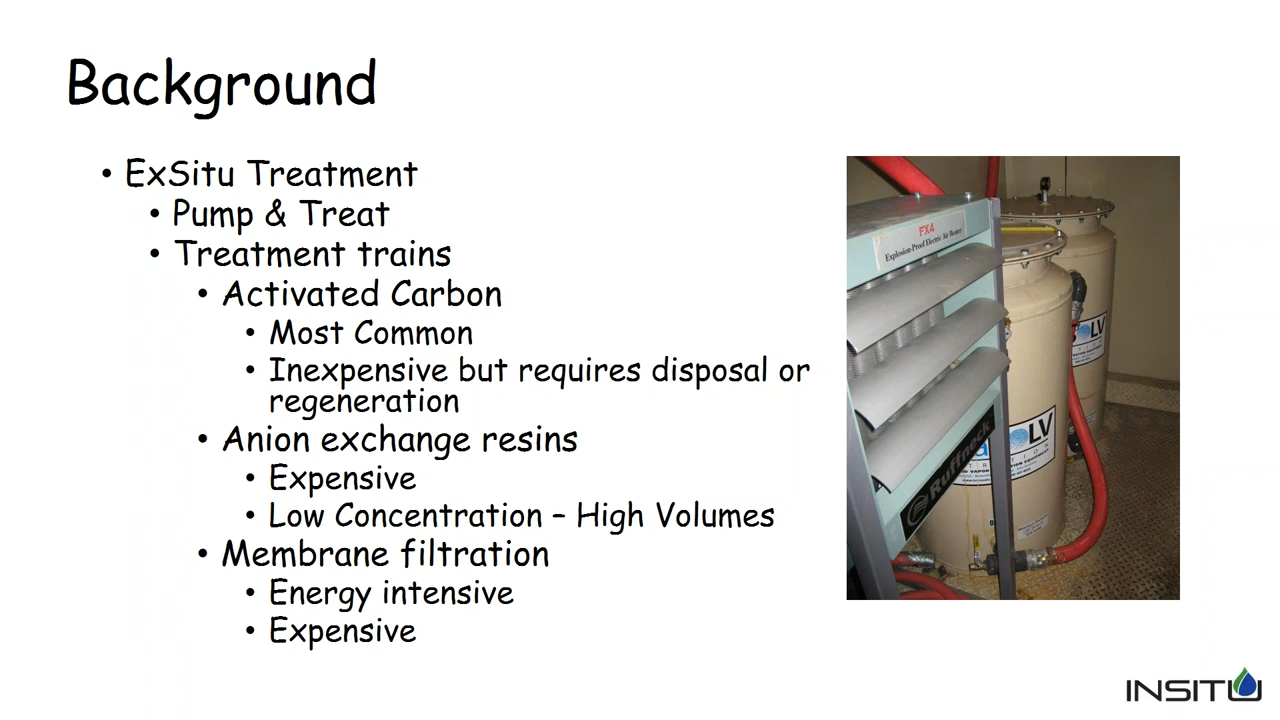 Background
• ExSitu Treatment
• Pump & Treat
• Treatment trains
• Activated Carbon
• Most Common
• Inexpensive but requires disposal or
regeneration
• Anion exchange resins
• Expensive
• Low Concentration – High Volumes
• Membrane filtration
• Energy intensive
• Expensive
FX4
Explosion-Proof Electric Air Heater
Ruffneck
OLV
LV
INSITU